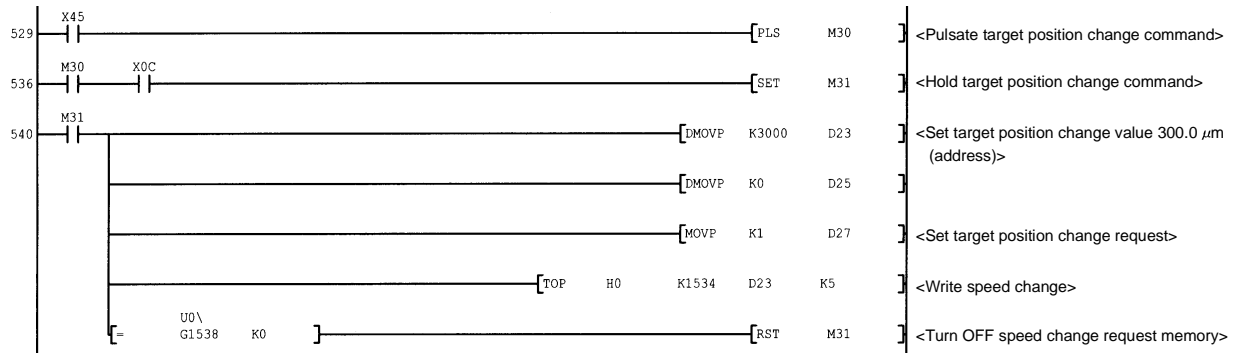 X45
529 [PLS M30 ] <Pulsate target position change command>
M30 X0C
536 [SET M31 ] <Hold target position change command>
M31
540 [DMOVP K3000 D23 ] <Set target position change value 300.0 μm
(address)>
[DMOVP K0 D25 ]
[MOVP K1 D27 ] <Set target position change request>
[TOP H0 K1534 D23 K5 ] <Write speed change>
U0\
[= G1538 K0 ] [RST M31 ] <Turn OFF speed change request memory>